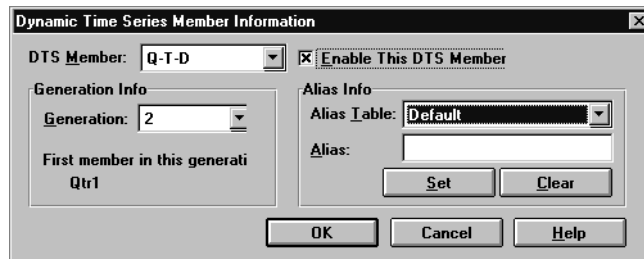 Dynamic Time Series Member Information
DTS Member: Q-T-D Enable This DTS Member
Generation Info
Generation: 2
First member in this generati
Qtr1
Alias Info
Alias Table: Default
Alias:
Set Clear
OK Cancel Help